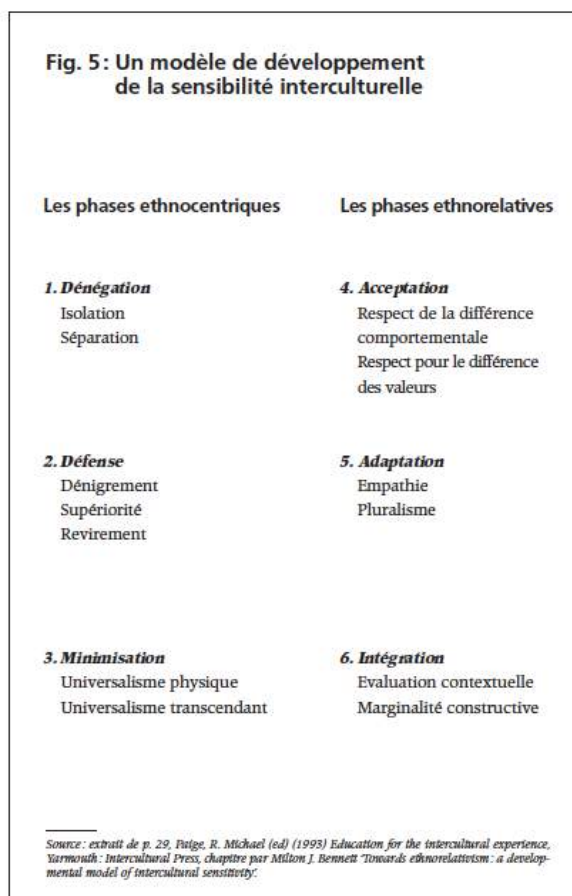 Fig. 5: Un modèle de développement
de la sensibilité interculturelle
Les phases ethnocentriques
1. Dénégation
Isolation
Séparation
2. Défense
Dénigrement
Supériorité
Revirement
3. Minimisation
Universalisme physique
Universalisme transcendant
Les phases ethnorelatives
4. Acceptation
Respect de la différence
comportementale
Respect pour le différence
des valeurs
5. Adaptation
Empathie
Pluralisme
6. Intégration
Evaluation contextuelle
Marginalité constructive
Source: extrait de p. 29, Paige, R. Michael (ed) (1993) Education for the intercultural experience,
Yarmouth: Intercultural Press, chapitre par Milton J. Bennett "Towards ethnorelativism: a develop-
mental model of intercultural sensitivity".